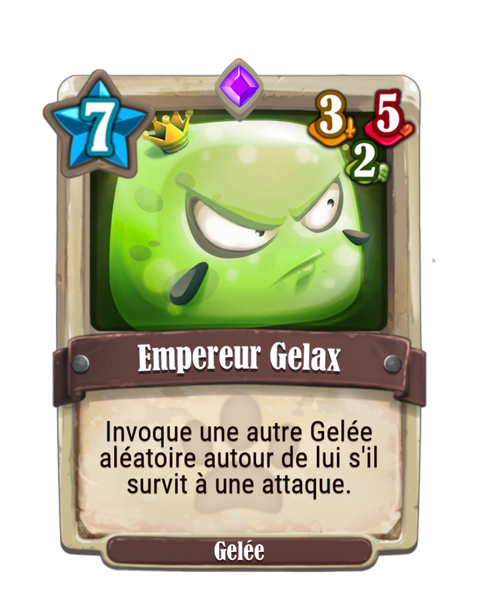 7
3 5
2
Empereur Gelax
Invoque une autre Gelée
aléatoire autour de lui s'il
survit à une attaque.
Gelée